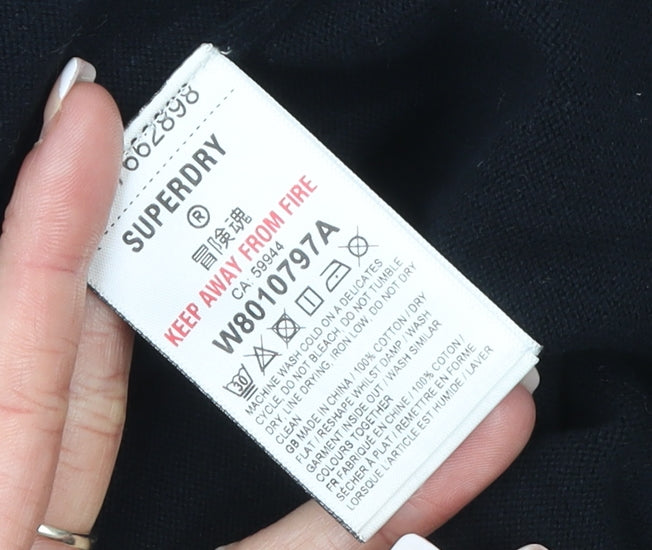 662898
SUPERDRY
®
冒険魂
KEEP AWAY FROM FIRE
CA: 59944
W8010797A
30
MACHINE WASH COLD ON A DELICATES
CYCLE. DO NOT BLEACH. DO NOT TUMBLE
DRY. LINE DRYING. IRON LOW. DO NOT DRY
CLEAN
GB MADE IN CHINA / 100% COTTON / DRY
FLAT / RESHAPE WHILST DAMP / WASH
GARMENT INSIDE OUT / WASH SIMILAR
COLOURS TOGETHER
FR FABRIQUÉ EN CHINE / 100% COTON /
SÉCHER À PLAT / REMETTRE EN FORME
LORSQUE L'ARTICLE EST HUMIDE / LAVER